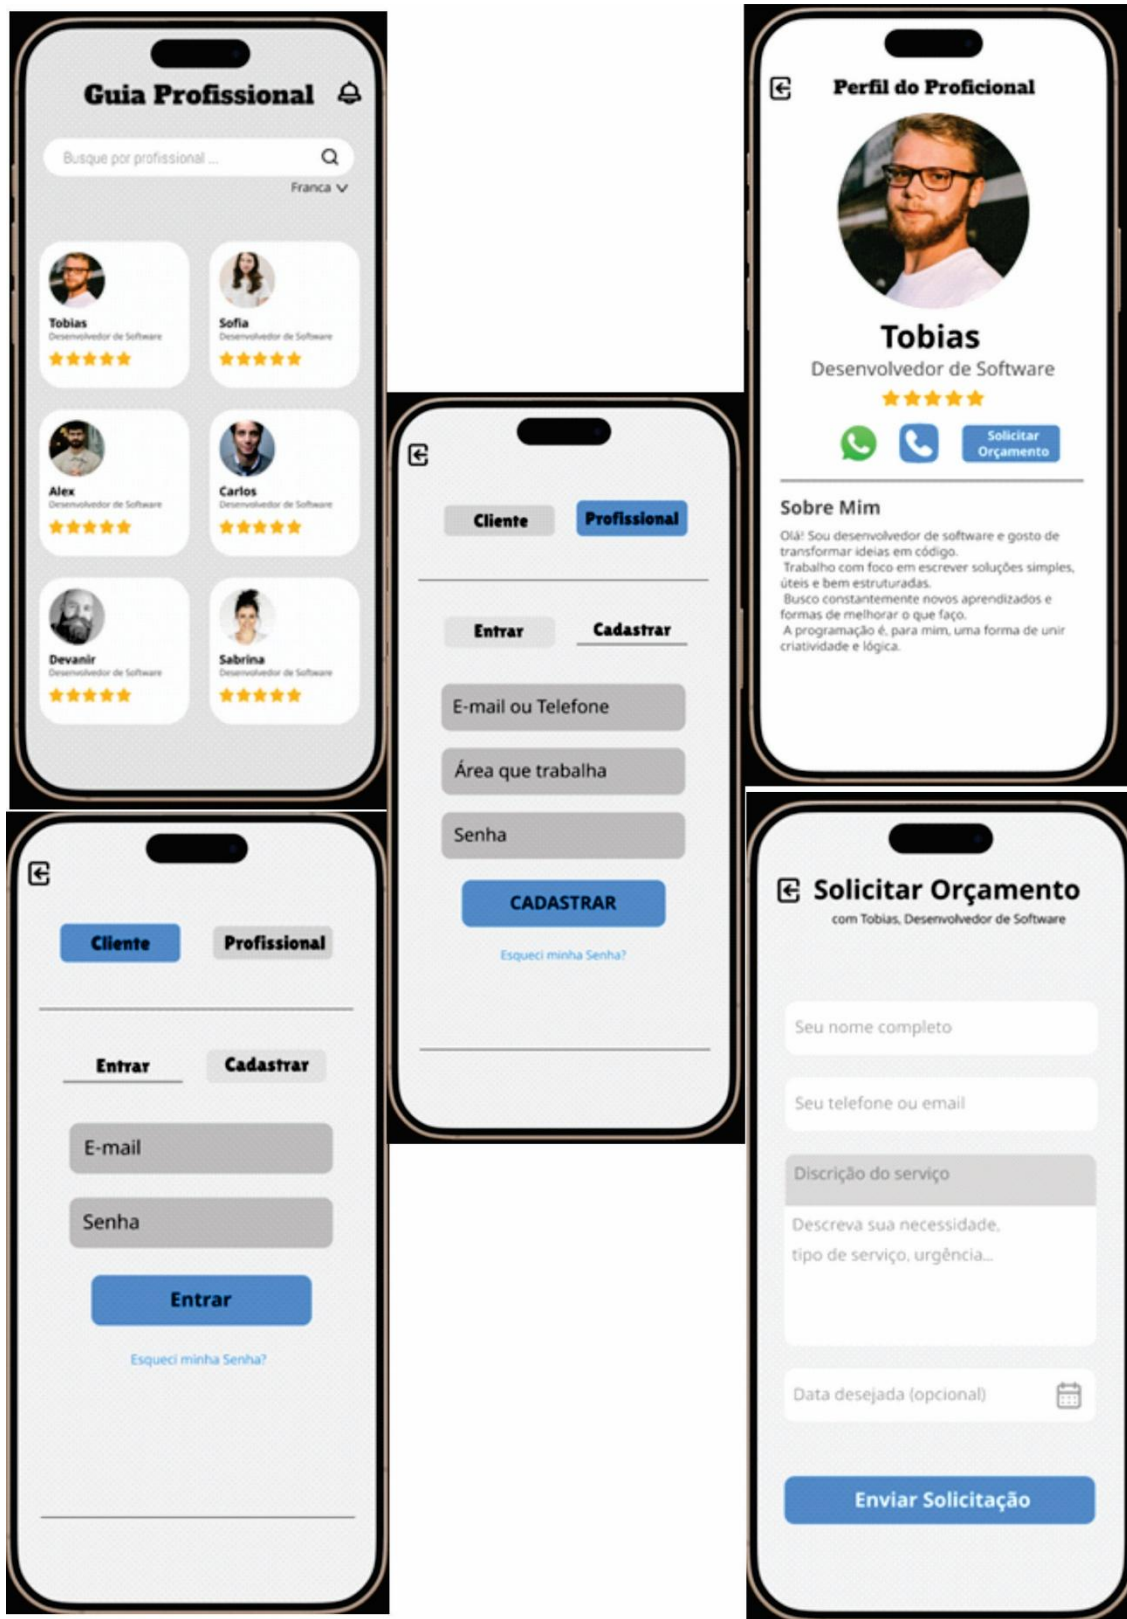 Guia Profissional
Busque por profissional ...
Franca
Tobias
Desenvolvedor de Software
Sofia
Desenvolvedor de Software
Alex
Desenvolvedor de Software
Carlos
Desenvolvedor de Software
Devanir
Desenvolvedor de Software
Sabrina
Desenvolvedor de Software
Cliente
Profissional
Entrar
Cadastrar
E-mail
Senha
Entrar
Esqueci minha Senha?
Cliente
Profissional
Entrar
Cadastrar
E-mail ou Telefone
Área que trabalha
Senha
CADASTRAR
Esqueci minha Senha?
Perfil do Proficional
Tobias
Desenvolvedor de Software
Solicitar
Orçamento
Sobre Mim
Olá! Sou desenvolvedor de software e gosto de
transformar ideias em código.
Trabalho com foco em escrever soluções simples,
úteis e bem estruturadas.
Busco constantemente novos aprendizados e
formas de melhorar o que faço.
A programação é, para mim, uma forma de unir
criatividade e lógica.
Solicitar Orçamento
com Tobias, Desenvolvedor de Software
Seu nome completo
Seu telefone ou email
Discrição do serviço
Descreva sua necessidade,
tipo de serviço, urgência...
Data desejada (opcional)
Enviar Solicitação